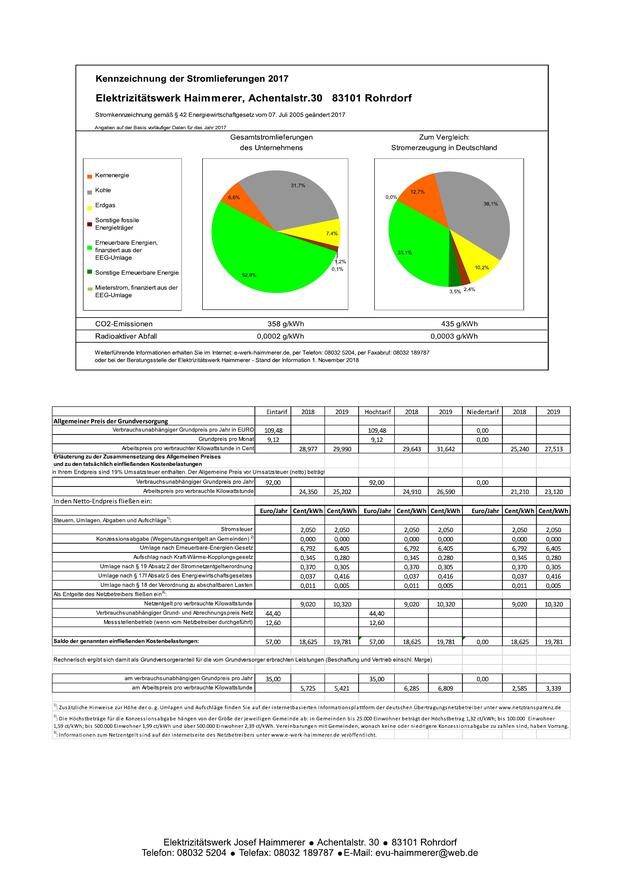 Kennzeichnung der Stromlieferungen 2017
Elektrizitätswerk Haimmerer, Achentalstr.30 83101 Rohrdorf
Stromkennzeichnung gemäß § 42 Energiewirtschaftsgesetz vom 07. Juli 2005 geändert 2017
Angaben auf der Basis vorläufiger Daten für das Jahr 2017
Gesamtstromlieferungen des Unternehmens
Zum Vergleich: Stromerzeugung in Deutschland
Kernenergie
Kohle
Erdgas
Sonstige fossile
Energieträger
Erneuerbare Energien,
finanziert aus der
EEG-Umlage
Sonstige Erneuerbare Energie
Mieterstrom, finanziert aus der
EEG-Umlage
6,6%
31,7%
7,4%
1,2%
0,1%
52,9%
0,0%
12,7%
38,1%
10,2%
2,4%
3,5%
33,1%
CO2-Emissionen 358 g/kWh 435 g/kWh
Radioaktiver Abfall 0,0002 g/kWh 0,0003 g/kWh
Weiterführende Informationen erhalten Sie im Internet: e-werk-haimmerer.de, per Telefon: 08032 5204, per Faxabruf: 08032 189787
oder bei der Beratungsstelle der Elektrizitätswerk Haimmerer - Stand der Information 1. November 2018
Eintarif 2018 2019 Hochtarif 2018 2019 Niedertarif 2018 2019
Allgemeiner Preis der Grundversorgung
Verbrauchsunabhängiger Grundpreis pro Jahr in EURO 109,48 109,48 0,00
Grundpreis pro Monat 9,12 9,12 0,00
Arbeitspreis pro verbrauchter Kilowattstunde in Cent 28,977 29,990 29,643 31,642 25,240 27,513
Erläuterung zu der Zusammensetzung des Allgemeinen Preises
und zu den tatsächlich einfließenden Kostenbelastungen
n Ihrem Endpreis sind 19% Umsatzsteuer enthalten. Der Allgemeine Preis vor Umsatzsteuer (netto) beträgt
Verbrauchsunabhängiger Grundpreis pro Jahr 92,00 92,00 0,00
Arbeitspreis pro verbrauchte Kilowattstunde 24,350 25,202 24,910 26,590 21,210 23,120
In den Netto-Endpreis fließen ein:
Euro/Jahr Cent/kWh Cent/kWh Euro/Jahr Cent/kWh Cent/kWh Euro/Jahr Cent/kWh Cent/kWh
Steuern, Umlagen, Abgaben und Aufschläge 1):
Stromsteuer 2,050 2,050 2,050 2,050 2,050 2,050
Konzessionsabgabe (Wegenutzungsentgelt an Gemeinden) 2) 0,000 0,000 0,000 0,000 0,000 0,000
Umlage nach Erneuerbare-Energien-Gesetz 6,792 6,405 6,792 6,405 6,792 6,405
Aufschlag nach Kraft-Wärme-Kopplungsgesetz 0,345 0,280 0,345 0,280 0,345 0,280
Umlage nach § 19 Absatz 2 der Stromnetzentgeltverordnung 0,370 0,305 0,370 0,305 0,370 0,305
Umlage nach § 17f Absatz 5 des Energiewirtschaftsgesetzes 0,037 0,416 0,037 0,416 0,037 0,416
Umlage nach § 18 der Verordnung zu abschaltbaren Lasten 0,011 0,005 0,011 0,005 0,011 0,005
Als Entgelte des Netzbetreibers fließen ein 3):
Netzentgelt pro verbrauchte Kilowattstunde 9,020 10,320 9,020 10,320 9,020 10,320
Verbrauchsunabhängiger Grund- und Abrechnungspreis Netz 44,40 44,40
Messstellenbetrieb (wenn vom Netzbetreiber durchgeführt) 12,60 12,60
Saldo der genannten einfließenden Kostenbelastungen: 57,00 18,625 19,781 57,00 18,625 19,781 0,00 18,625 19,781
Rechnerisch ergibt sich damit als Grundversorgeranteil für die vom Grundversorger erbrachten Leistungen (Beschaffung und Vertrieb einschl. Marge)
am verbrauchunabhängigen Grundpreis pro Jahr 35,00 35,00 0,00
am Arbeitspreis pro verbrauchte Kilowattstunde 5,725 5,421 6,285 6,809 2,585 3,339
1): Zusätzliche Hinweise zur Höhe der o. g. Umlagen und Aufschläge finden Sie auf der internetbasierten Informationsplattform der deutschen Übertragungsnetzbetreiber unter www.netztransparenz.de
2): Die Höchstbeträge für die Konzessionsabgabe hängen von der Größe der jeweiligen Gemeinde ab: in Gemeinden bis 25.000 Einwohner beträgt der Höchstbetrag 1,32 ct/kWh; bis 100.000 Einwohner
1,59 ct/kWh; bis 500.000 Einwohner 1,99 ct/kWh und über 500.000 Einwohner 2,39 ct/kWh. Vereinbarungen mit Gemeinden, wonach keine oder niedrigere Konzessionsabgabe zu zahlen sind, haben Vorrang.
3): Informationen zum Netzentgelt sind auf der Internetseite des Netzbetreibers unter www.e-werk-haimmerer.de veröffentlicht.
Elektrizitätswerk Josef Haimmerer ● Achentalstr. 30 ● 83101 Rohrdorf
Telefon: 08032 5204 ● Telefax: 08032 189787 ●E-Mail: evu-haimmerer@web.de